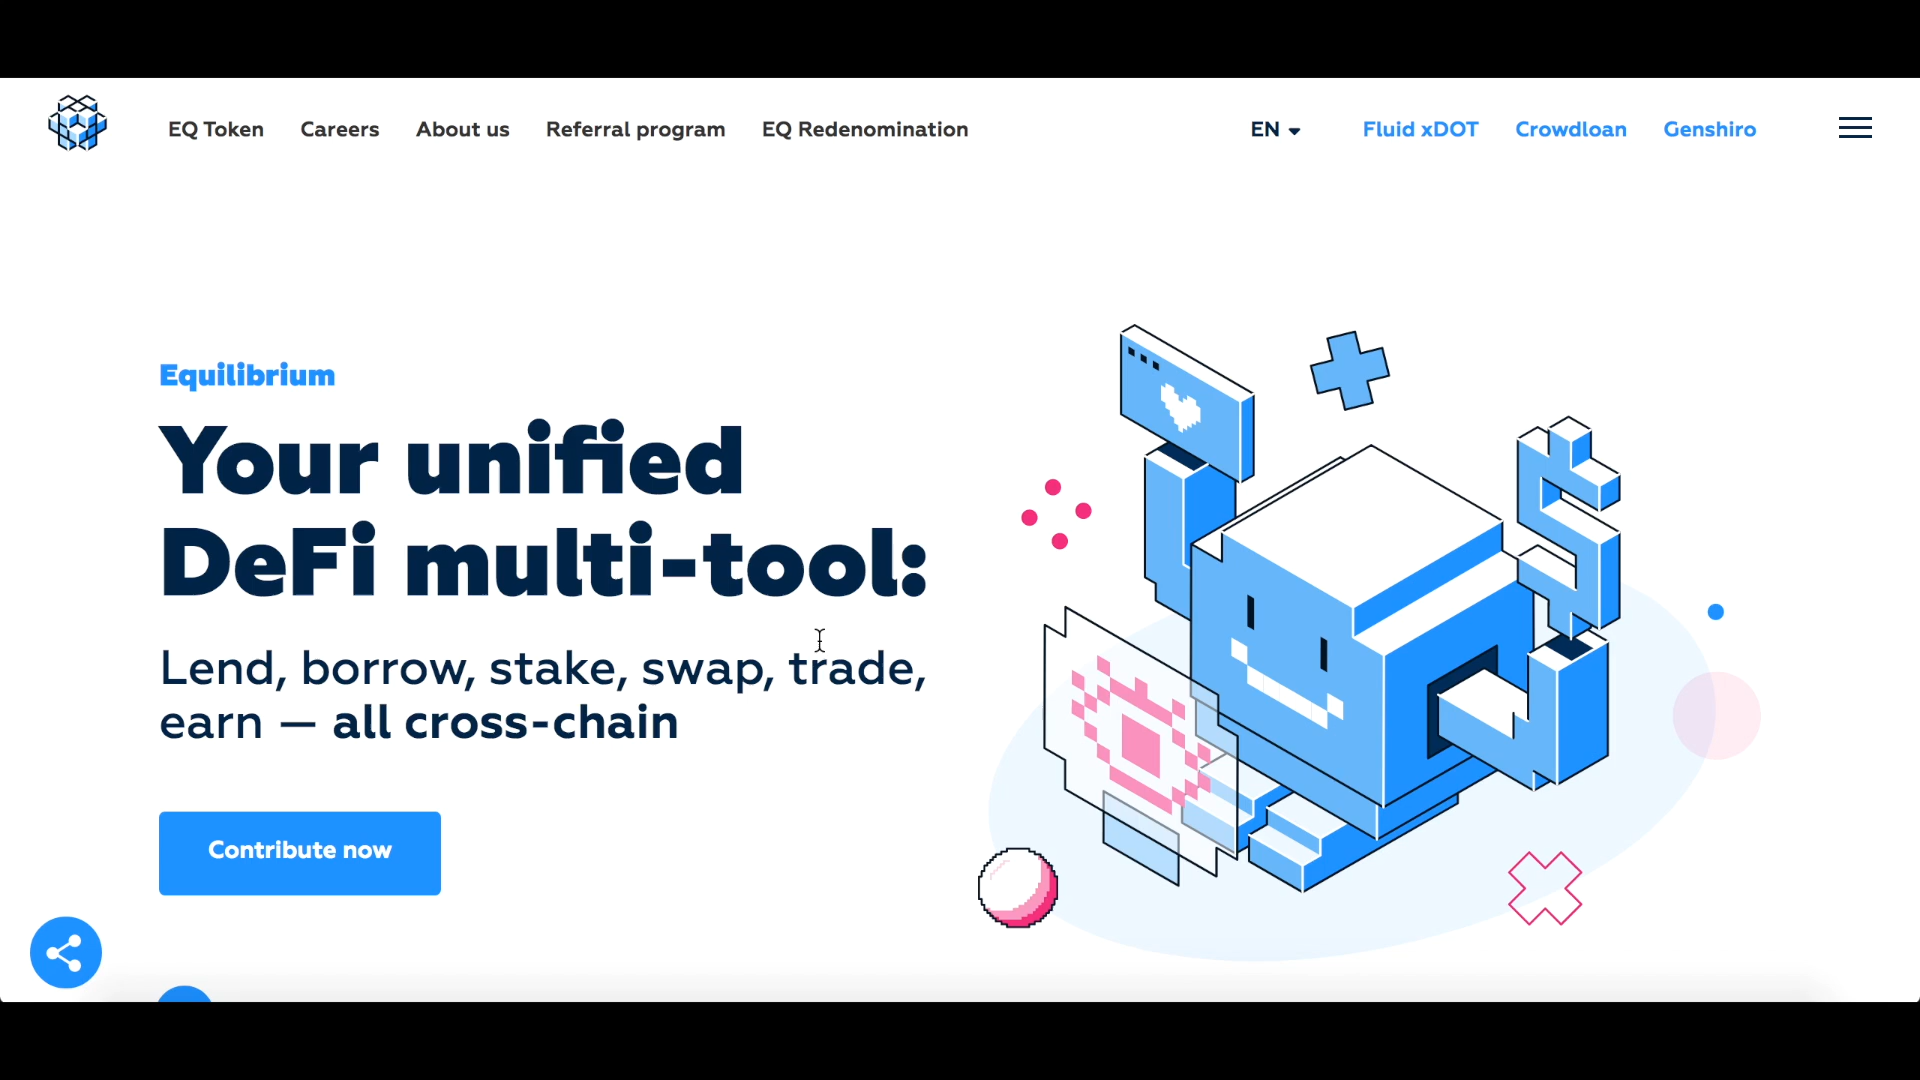 EQ Token Careers About us Referral program EQ Redenomination EN Fluid xDOT Crowdloan Genshiro
Equilibrium
Your unified
DeFi multi-tool:
Lend, borrow, stake, swap, trade,
earn — all cross-chain
Contribute now